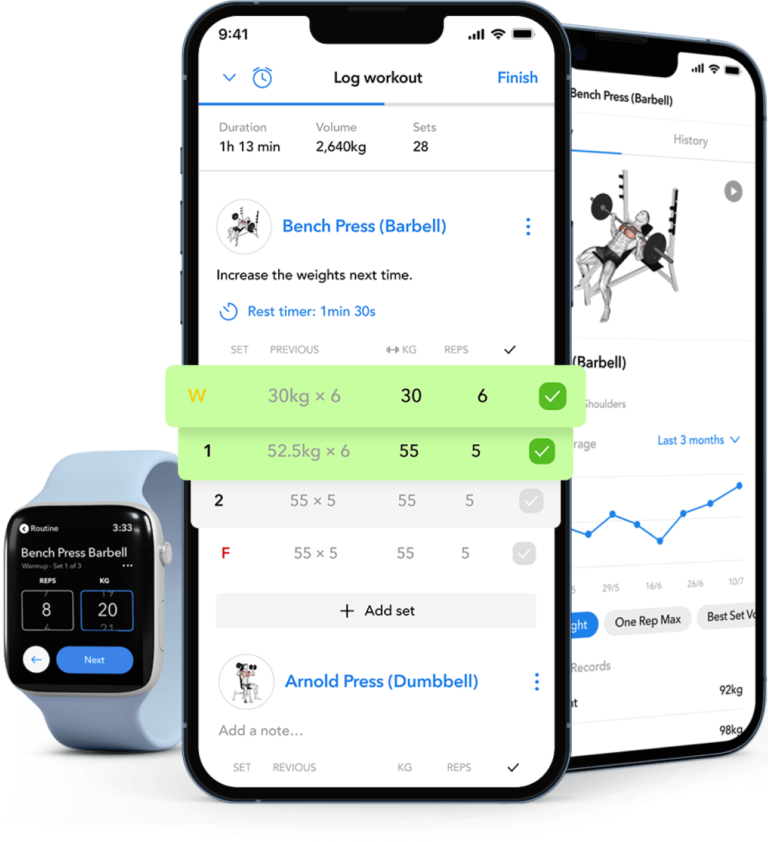 9:41
Log workout
Finish
Duration Volume Sets
1h 13 min 2,640kg 28
Bench Press (Barbell)
Increase the weights next time.
Rest timer: 1min 30s
SET PREVIOUS KG REPS
W 30kg × 6 30 6
1 52.5kg × 6 55 5
2 55 × 5 55 5
F 55 × 5 55 5
+ Add set
Arnold Press (Dumbbell)
Add a note...
SET REVIOUS KG REPS
Bench Press (Barbell)
History
(Barbell)
Shoulders
rage
Last 3 months
29/5 16/6 26/6 10/7
ght One Rep Max Best Set Vo
Records
92kg
98kg
Routine 3:33
Bench Press Barbell
Warmup - Set 1 of 3
REPS KG
8 20
Next